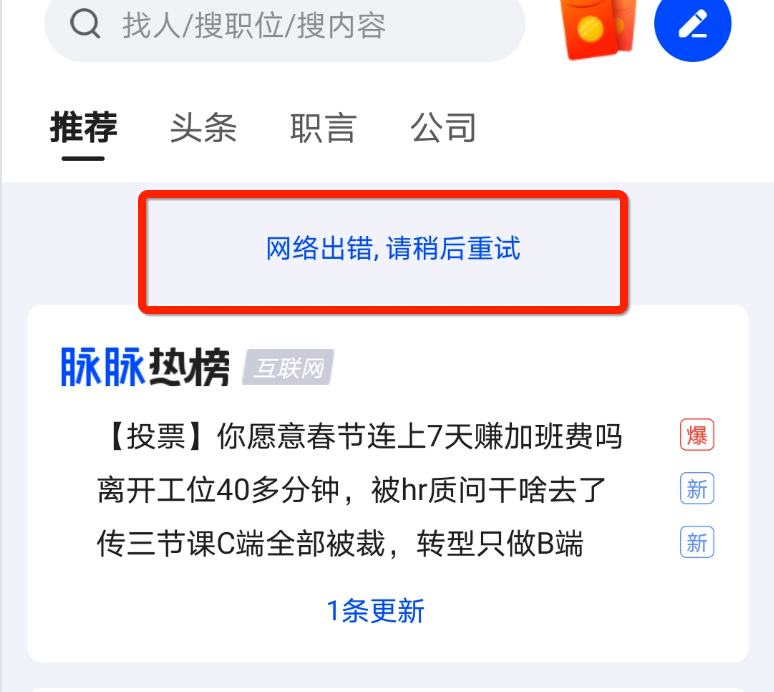 找人/搜职位/搜内容
推荐 头条 职言 公司
网络出错, 请稍后重试
脉脉热榜 互联网
【投票】你愿意春节连上7天赚加班费吗 爆
离开工位40多分钟，被hr质问干啥去了 新
传三节课C端全部被裁，转型只做B端 新
1条更新